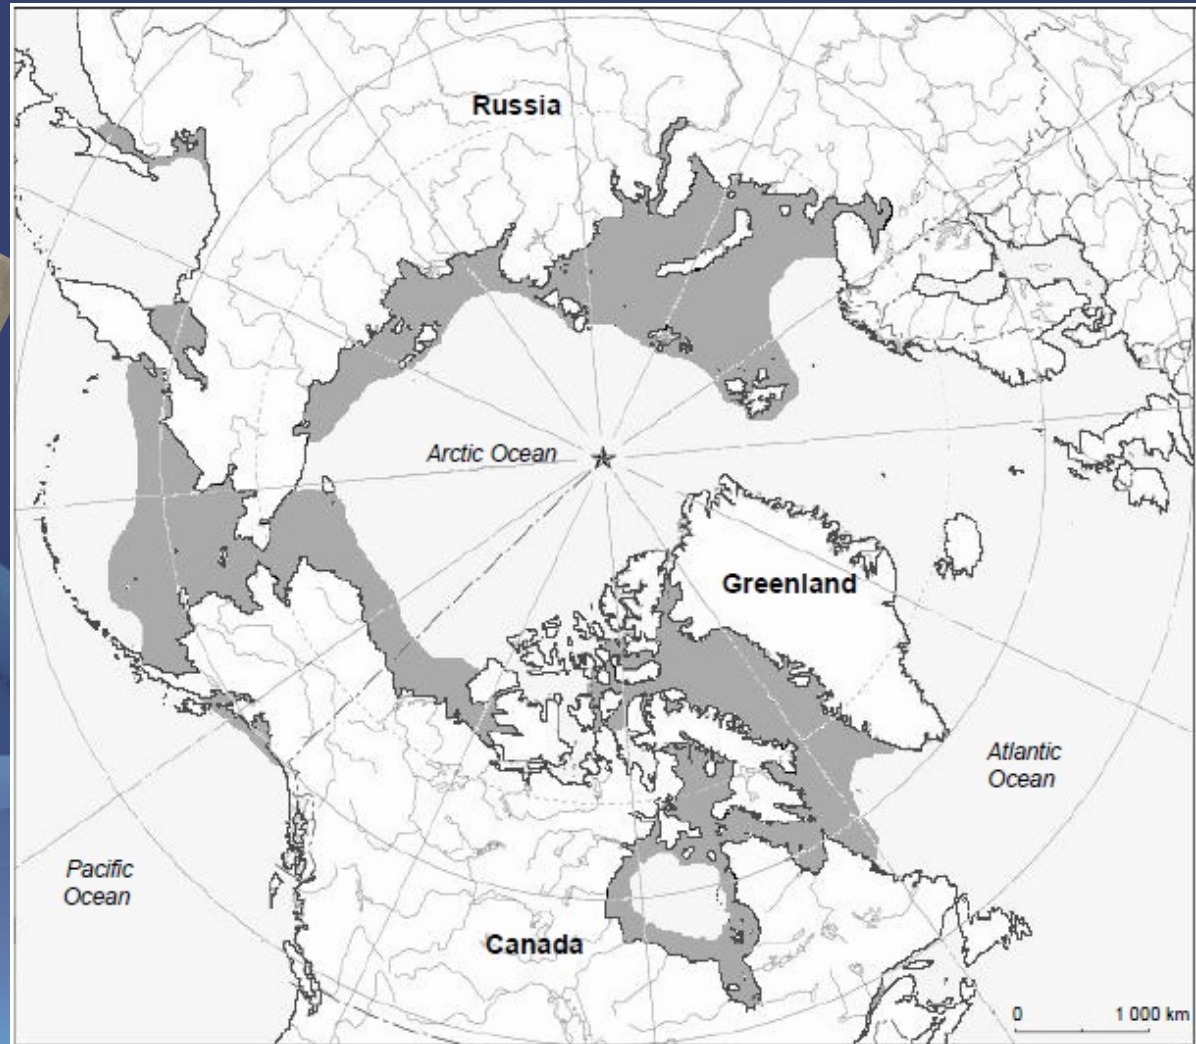 Russia
Arctic Ocean
Greenland
Atlantic
Ocean
Pacific
Ocean
Canada
0 1 000 km